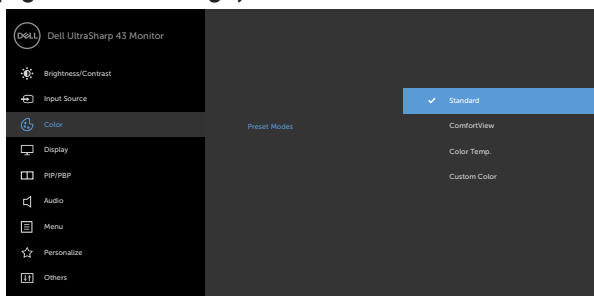 DELL
Dell UltraSharp 43 Monitor
Brightness/Contrast
Input Source
Color
Display
PIP/PBP
Audio
Menu
Personalize
Others
Preset Modes
Standard
ComfortView
Color Temp.
Custom Color